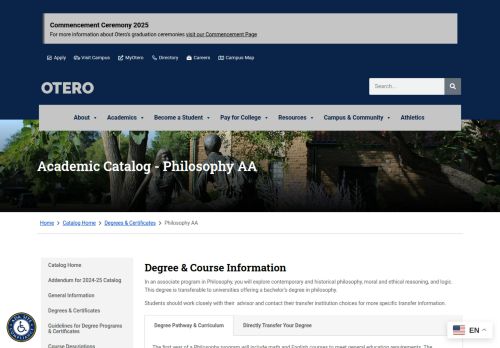 Commencement Ceremony 2025
For more information about Otero's graduation ceremonies visit our Commencement Page
Apply Visit Campus MyOtero Directory Careers Campus Map
OTERO
Search...
About Academics Become a Student Pay for College Resources Campus & Community Athletics
Academic Catalog - Philosophy AA
Home > Catalog Home > Degrees & Certificates > Philosophy AA
Catalog Home
Addendum for 2024-25 Catalog
General Information
Degrees & Certificates
Guidelines for Degree Programs
& Certificates
Course Descriptions
Degree & Course Information
In an associate program in Philosophy, you will explore contemporary and historical philosophy, moral and ethical reasoning, and logic.
This degree is transferable to universities offering a bachelor's degree in philosophy.
Students should work closely with their advisor and contact their transfer institution choices for more specific transfer information.
Degree Pathway & Curriculum Directly Transfer Your Degree
The first year of a Philosophy program will include math and English courses to meet general education requirements. The
EN